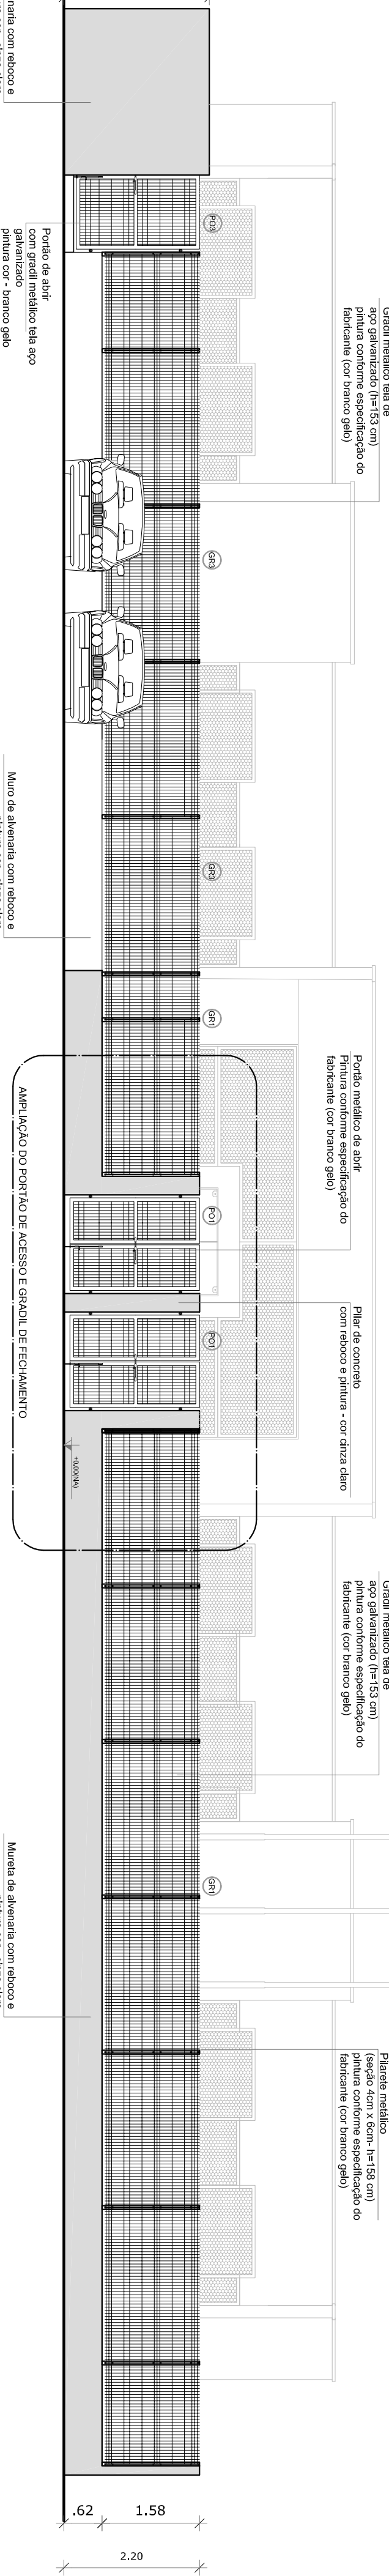 naria com reboco e
Portão de abrir
com gradil metálico tela aço
galvanizado
pintura cor - branco gelo
PO3
Gradil metálico tela de
aço galvanizado (h=153 cm)
pintura conforme especificação do
fabricante (cor branco gelo)
GR3
Muro de alvenaria com reboco e
GR3
GR1
Portão metálico de abrir
Pintura conforme especificação do
fabricante (cor branco gelo)
PO1
Pilar de concreto
com reboco e pintura - cor cinza claro
PO1
AMPLIAÇÃO DO PORTÃO DE ACESSO E GRADIL DE FECHAMENTO
+0,00(NA)
Gradil metálico tela de
aço galvanizado (h=153 cm)
pintura conforme especificação do
fabricante (cor branco gelo)
GR1
Mureta de alvenaria com reboco e
Pilarete metálico
(seção 4cm x 6cm- h=158 cm)
pintura conforme especificação do
fabricante (cor branco gelo)
.62
1.58
2.20